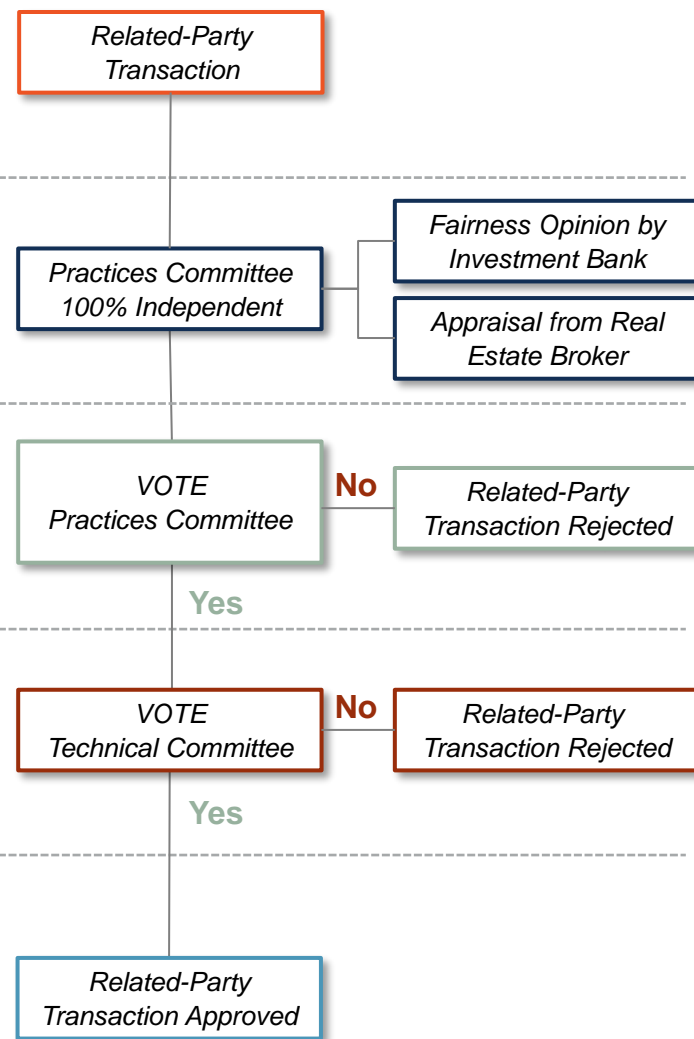 Related-Party
Transaction
Practices Committee
100% Independent
Fairness Opinion by
Investment Bank
Appraisal from Real
Estate Broker
VOTE
Practices Committee
No
Related-Party
Transaction Rejected
Yes
VOTE
Technical Committee
No
Related-Party
Transaction Rejected
Yes
Related-Party
Transaction Approved